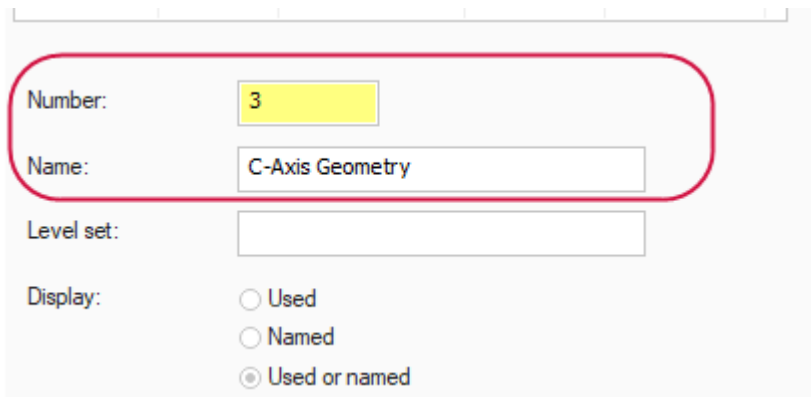 Number: 3
Name: C-Axis Geometry
Level set:
Display: Used
Named
Used or named